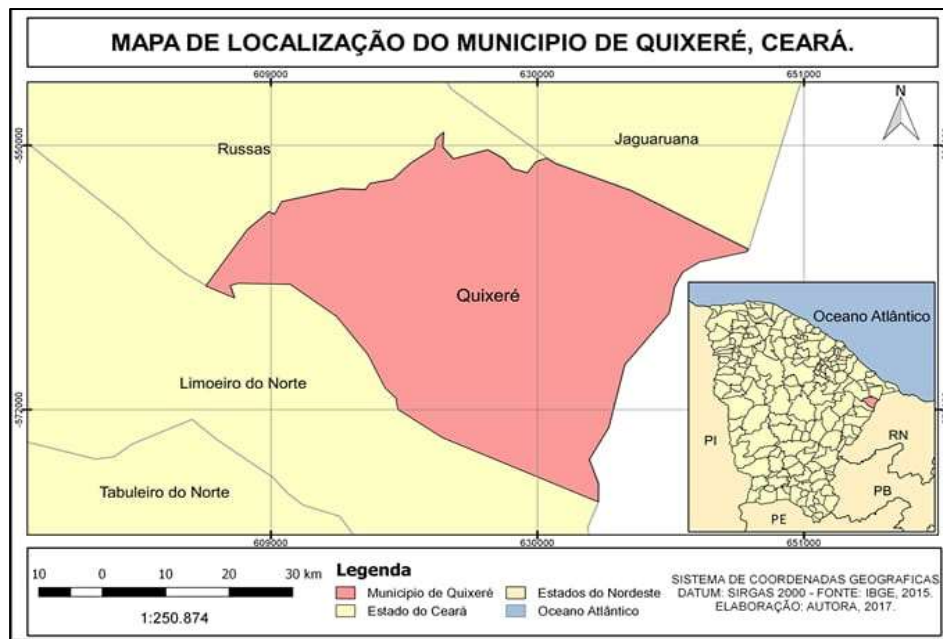 MAPA DE LOCALIZAÇÃO DO MUNICIPIO DE QUIXERÉ, CEARÁ.
609000
630000
651000
N
Russas
Jaguaruana
Quixeré
Limoeiro do Norte
Tabuleiro do Norte
Oceano Atlântico
PI
RN
PB
PE
-572000
609000
630000
651000
10 0 10 20 30 km
1:250.874
Legenda
Municipio de Quixeré
Estado do Ceará
Estados do Nordeste
Oceano Atlântico
SISTEMA DE COORDENADAS GEOGRAFICAS
DATUM: SIRGAS 2000 - FONTE: IBGE, 2015.
ELABORAÇÃO: AUTORA, 2017.